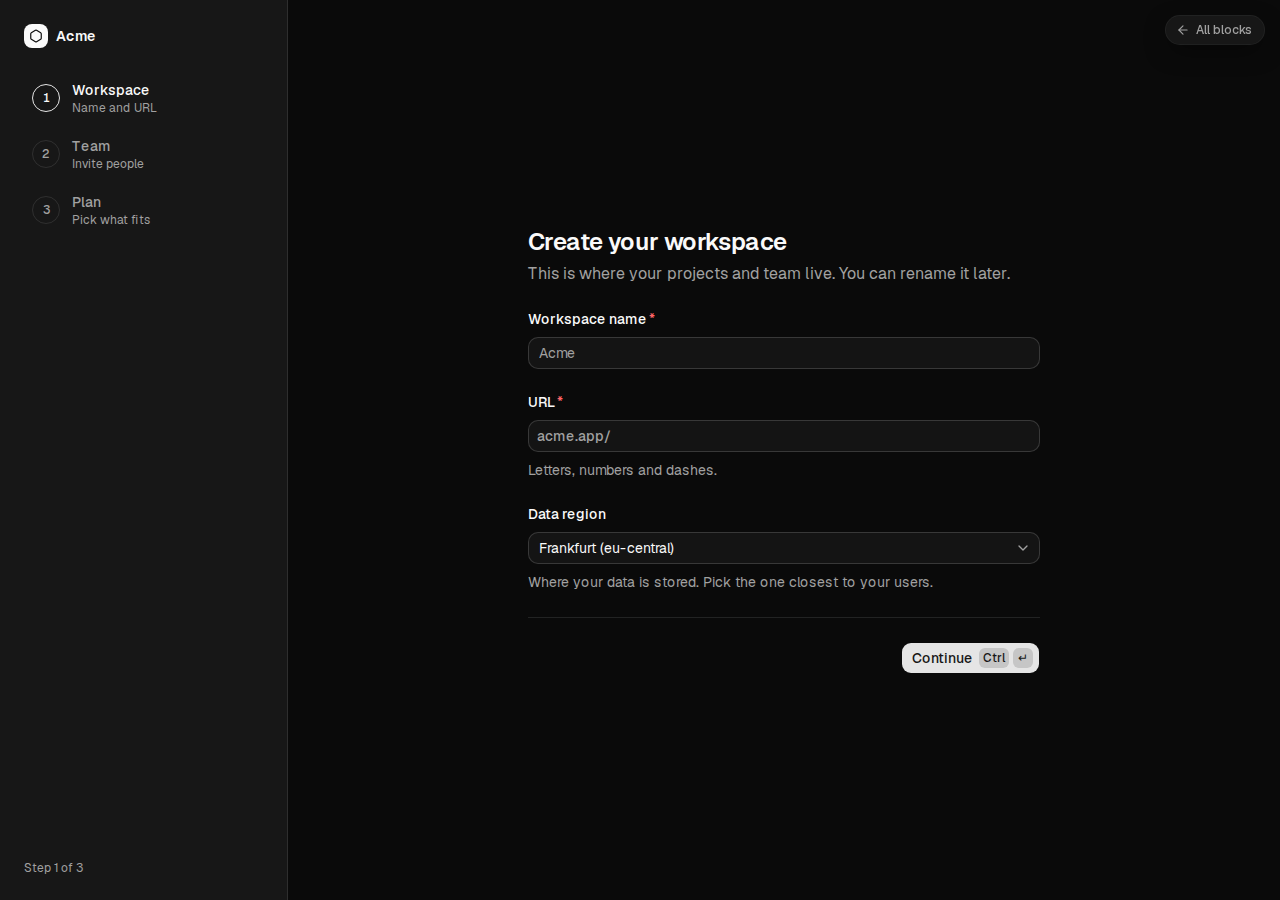 Acme
1
Workspace
Name and URL
2
Team
Invite people
3
Plan
Pick what fits
Step 1 of 3
All blocks
Create your workspace
This is where your projects and team live. You can rename it later.
Workspace name *
Acme
URL *
acme.app/
Letters, numbers and dashes.
Data region
Frankfurt (eu-central)
Where your data is stored. Pick the one closest to your users.
Continue Ctrl ↵